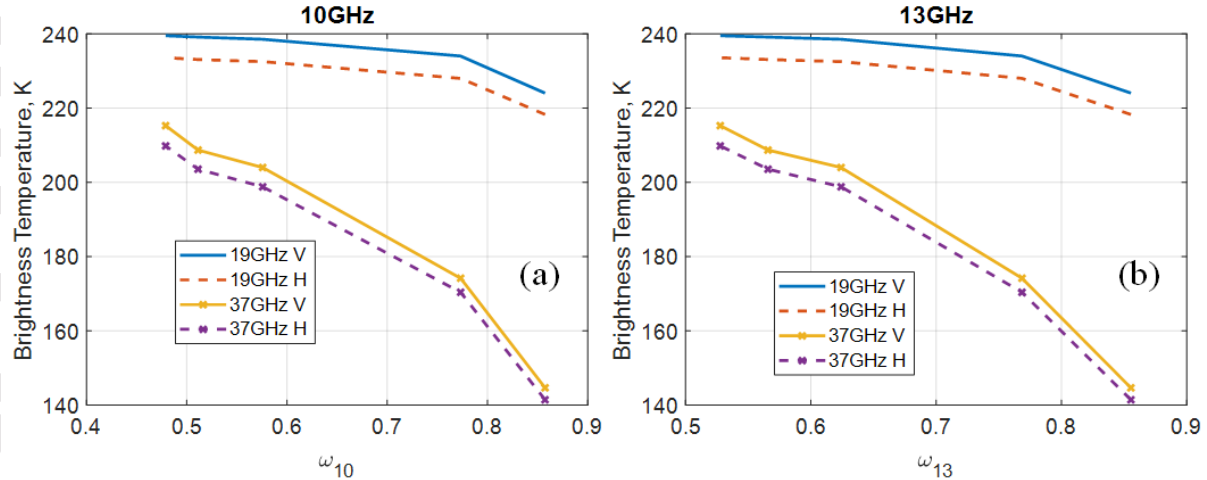 10GHz
240
220
200
180
160
140
Brightness Temperature, K
19GHz V
19GHz H
37GHz V
37GHz H
(a)
0.4 0.5 0.6 0.7 0.8 0.9
ω10
13GHz
240
220
200
180
160
140
Brightness Temperature, K
19GHz V
19GHz H
37GHz V
37GHz H
(b)
0.5 0.6 0.7 0.8 0.9
ω13